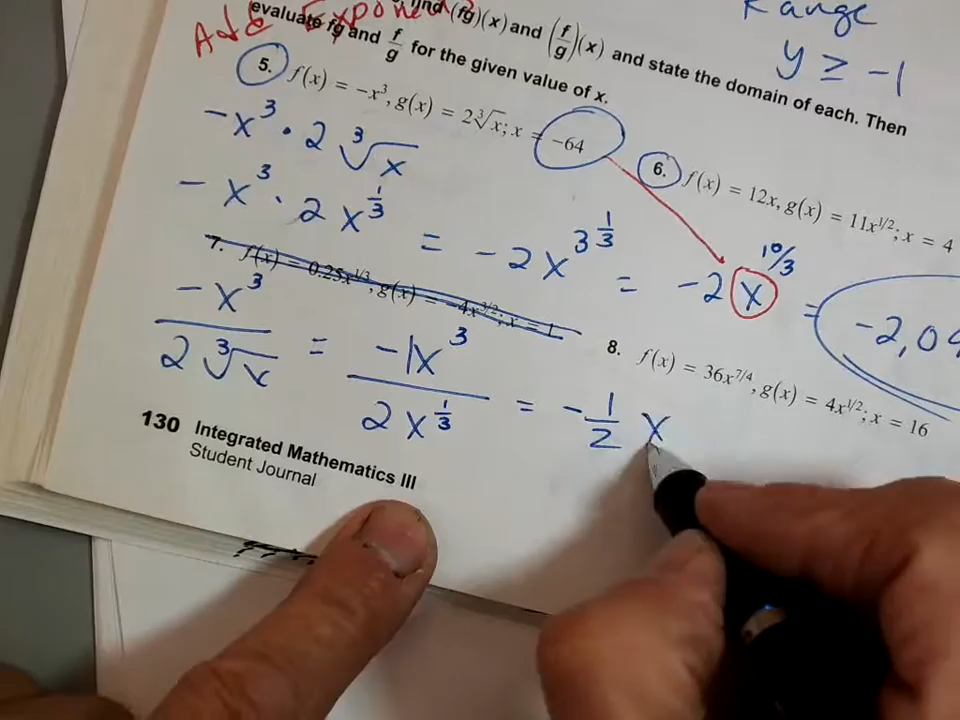 Add Exponent
find (fg)(x) and (f/g)(x) and state the domain of each. Then
evaluate fg and f/g for the given value of x.
Range
y ≥ -1
5. f(x) = -x³, g(x) = 2∛x; x = -64
-x³ · 2 ∛x
-x³ · 2 x^(1/3) = -2x^(3 1/3) = -2x^(10/3) =
6. f(x) = 12x, g(x) = 11x^(1/2); x = 4
7. f(x) = 0.25x^(1/3), g(x) = -4x^(3/2); x = 1
-x³ / 2∛x = -1x³ / 2x^(1/3) = -1/2 x
8. f(x) = 36x^(7/4), g(x) = 4x^(1/2); x = 16
130 Integrated Mathematics III
Student Journal